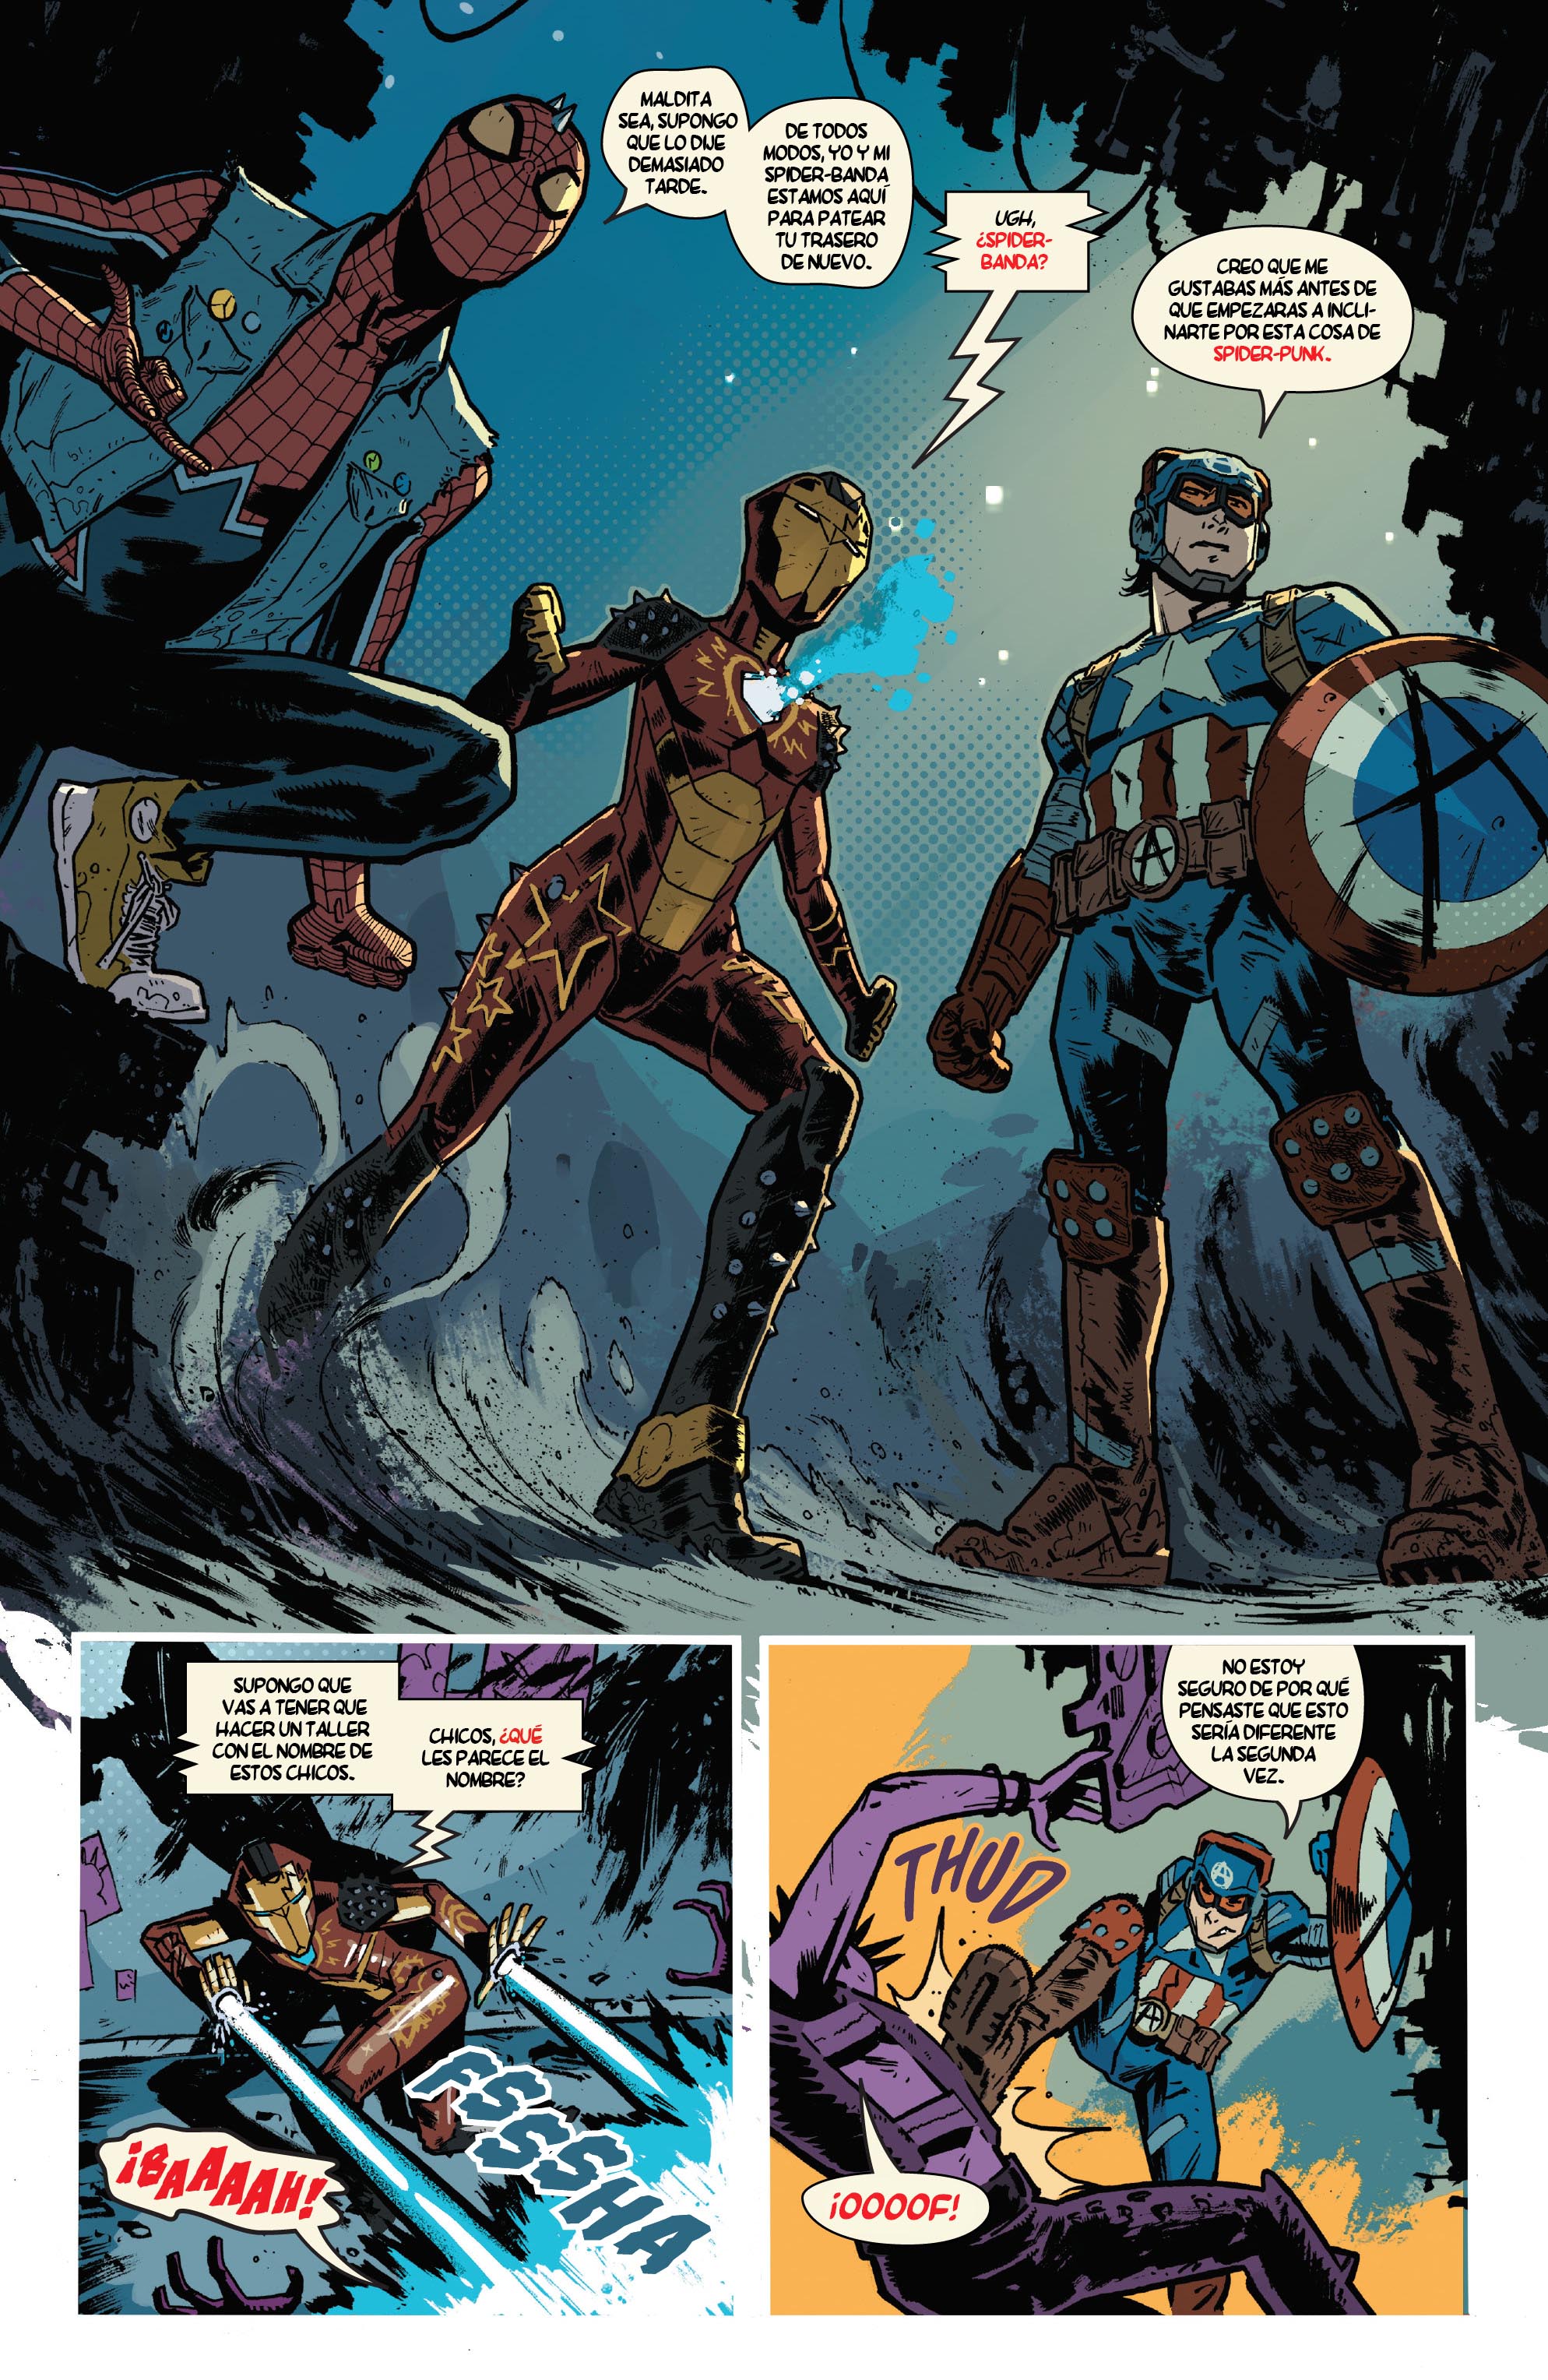 MALDITA
SEA, SUPONGO
QUE LO DIJE
DEMASIADO
TARDE..
DE TODOS
MODOS, YO Y MI
SPIDER-BANDA
ESTAMOS AQUÍ
PARA PATEAR
TU TRASERO
DE NUEVO..
UGH,
¿SPIDER-
BANDA?
CREO QUE ME
GUSTABAS MÁS ANTES DE
QUE EMPEZARAS A INCLI-
NARTE POR ESTA COSA DE
SPIDER-PUNK..
SUPONGO QUE
VAS A TENER QUE
HACER UN TALLER
CON EL NOMBRE DE
ESTOS CHICOS..
CHICOS, ¿QUÉ
LES PARECE EL
NOMBRE?
FSSSSHA
¡BAAAAAH!
NO ESTOY
SEGURO DE POR QUÉ
PENSASTE QUE ESTO
SERÍA DIFERENTE
LA SEGUNDA
VEZ..
THUD
¡OOOOF!